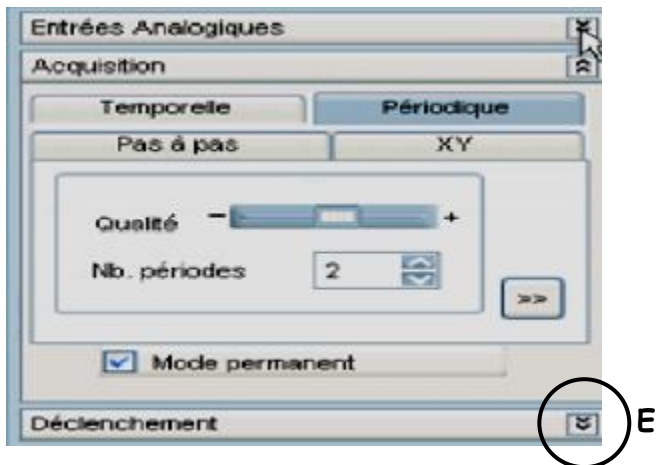 Entrées Analogiques
Acquisition
Temporelle Périodique
Pas à pas XY
Qualité - +
Nb. périodes 2
>>
Mode permanent
Déclenchement E